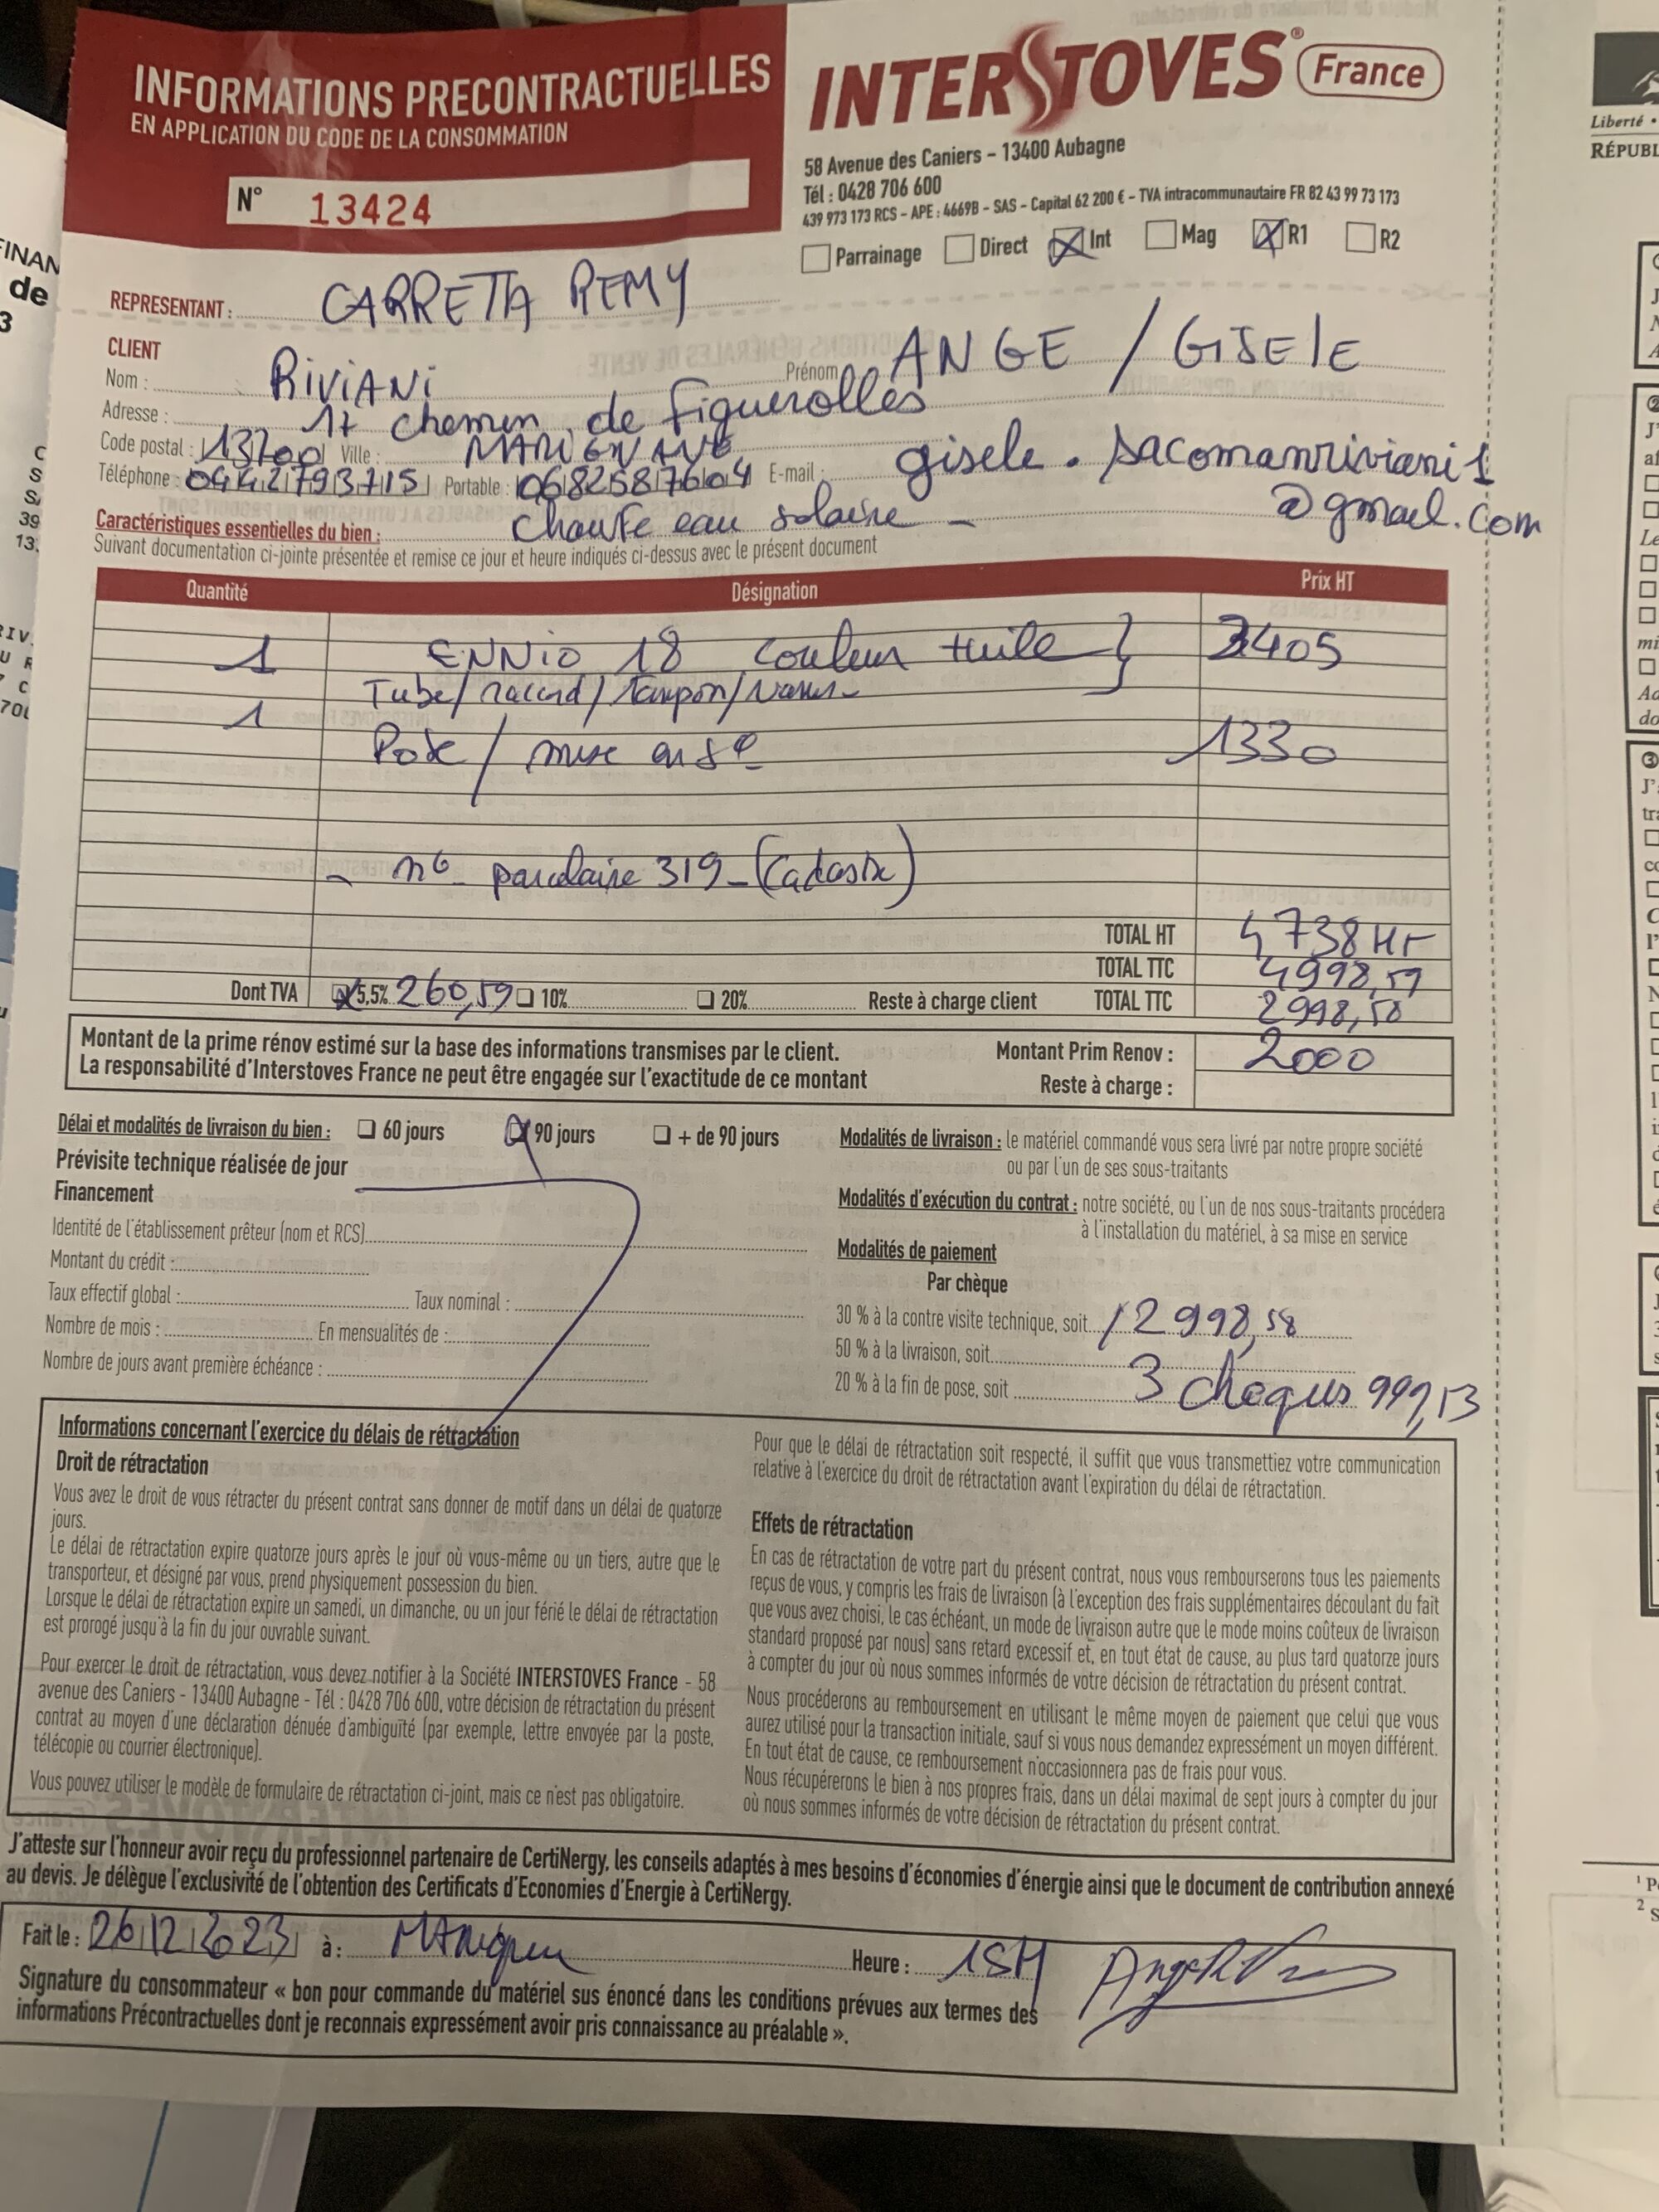 INFORMATIONS PRECONTRACTUELLES
EN APPLICATION DU CODE DE LA CONSOMMATION
N° 13424
INTERSTOVES® France
58 Avenue des Caniers – 13400 Aubagne
Tél : 0428 706 600
439 973 173 RCS – APE : 4669B – SAS – Capital 62 200 € – TVA intracommunautaire FR 82 43 99 73 173
Parrainage Direct Int Mag R1 R2
REPRESENTANT : CARRETA REMY
CLIENT
Nom : RiViANi Prénom ANGE / GISELE
Adresse : 17 chemin de figuerolles
Code postal : 13700 Ville : MARIGNANE
Téléphone : 0442793715 Portable : 0682587604 E-mail : gisele.sacomanriviani1
@gmail.com
Caractéristiques essentielles du bien : chauffe eau solaire -
Suivant documentation ci-jointe présentée et remise ce jour et heure indiqués ci-dessus avec le présent document
Quantité Désignation Prix HT
1 ENNIO 18 couleur tuile } 3405
Tube/raccord/Tampon/
1 Pose / mise en 1330
- n° parcelaire 319 - (Cadastre)
TOTAL HT 4738 HT
TOTAL TTC 4998,59
Dont TVA 5,5% 260,59 10% 20% Reste à charge client TOTAL TTC 2998,58
Montant de la prime rénov estimé sur la base des informations transmises par le client.
La responsabilité d'Interstoves France ne peut être engagée sur l'exactitude de ce montant
Montant Prim Renov : 2000
Reste à charge :
Délai et modalités de livraison du bien : 60 jours 90 jours + de 90 jours
Prévisite technique réalisée de jour
Financement
Identité de l'établissement prêteur (nom et RCS)
Montant du crédit :
Taux effectif global : Taux nominal :
Nombre de mois : En mensualités de :
Nombre de jours avant première échéance :
Modalités de livraison : le matériel commandé vous sera livré par notre propre société
ou par l'un de ses sous-traitants
Modalités d'exécution du contrat : notre société, ou l'un de nos sous-traitants procédera
à l'installation du matériel, à sa mise en service
Modalités de paiement
Par chèque
30 % à la contre visite technique, soit / 2998,58
50 % à la livraison, soit
20 % à la fin de pose, soit 3 cheques 999,53
Informations concernant l'exercice du délais de rétractation
Droit de rétractation
Vous avez le droit de vous rétracter du présent contrat sans donner de motif dans un délai de quatorze
jours.
Le délai de rétractation expire quatorze jours après le jour où vous-même ou un tiers, autre que le
transporteur, et désigné par vous, prend physiquement possession du bien.
Lorsque le délai de rétractation expire un samedi, un dimanche, ou un jour férié le délai de rétractation
est prorogé jusqu'à la fin du jour ouvrable suivant.
Pour exercer le droit de rétractation, vous devez notifier à la Société INTERSTOVES France - 58
avenue des Caniers - 13400 Aubagne - Tél : 0428 706 600, votre décision de rétractation du présent
contrat au moyen d'une déclaration dénuée d'ambiguïté (par exemple, lettre envoyée par la poste,
télécopie ou courrier électronique).
Vous pouvez utiliser le modèle de formulaire de rétractation ci-joint, mais ce n'est pas obligatoire.
Pour que le délai de rétractation soit respecté, il suffit que vous transmettiez votre communication
relative à l'exercice du droit de rétractation avant l'expiration du délai de rétractation.
Effets de rétractation
En cas de rétractation de votre part du présent contrat, nous vous rembourserons tous les paiements
reçus de vous, y compris les frais de livraison (à l'exception des frais supplémentaires découlant du fait
que vous avez choisi, le cas échéant, un mode de livraison autre que le mode moins coûteux de livraison
standard proposé par nous) sans retard excessif et, en tout état de cause, au plus tard quatorze jours
à compter du jour où nous sommes informés de votre décision de rétractation du présent contrat.
Nous procéderons au remboursement en utilisant le même moyen de paiement que celui que vous
aurez utilisé pour la transaction initiale, sauf si vous nous demandez expressément un moyen différent.
En tout état de cause, ce remboursement n'occasionnera pas de frais pour vous.
Nous récupérerons le bien à nos propres frais, dans un délai maximal de sept jours à compter du jour
où nous sommes informés de votre décision de rétractation du présent contrat.
J'atteste sur l'honneur avoir reçu du professionnel partenaire de CertiNergy, les conseils adaptés à mes besoins d'économies d'énergie ainsi que le document de contribution annexé
au devis. Je délègue l'exclusivité de l'obtention des Certificats d'Economies d'Energie à CertiNergy.
Fait le : 26122023 à : Heure : 15H
Signature du consommateur « bon pour commande du matériel sus énoncé dans les conditions prévues aux termes des
informations Précontractuelles dont je reconnais expressément avoir pris connaissance au préalable ».
Liberté •